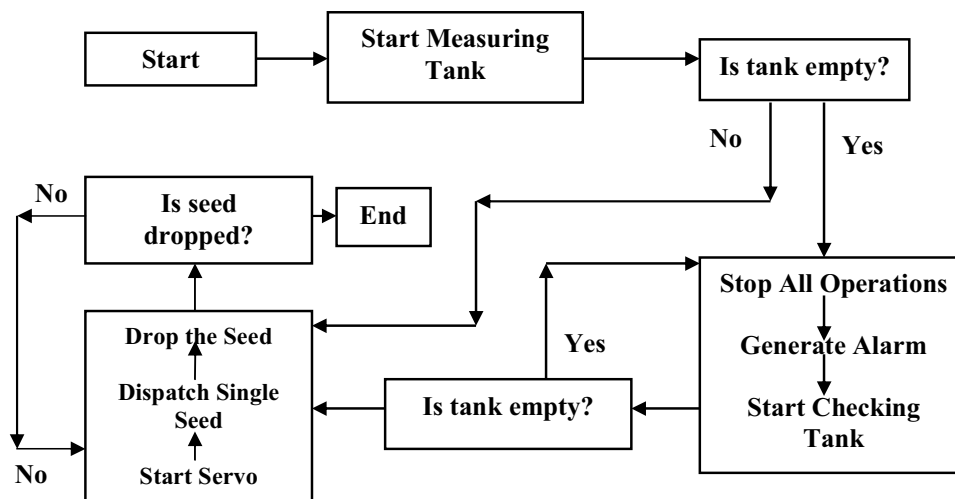 Start
Start Measuring
Tank
Is tank empty?
No
Yes
No
Is seed
dropped?
End
Stop All Operations
Generate Alarm
Start Checking
Tank
Yes
Is tank empty?
Drop the Seed
Dispatch Single
Seed
Start Servo
No